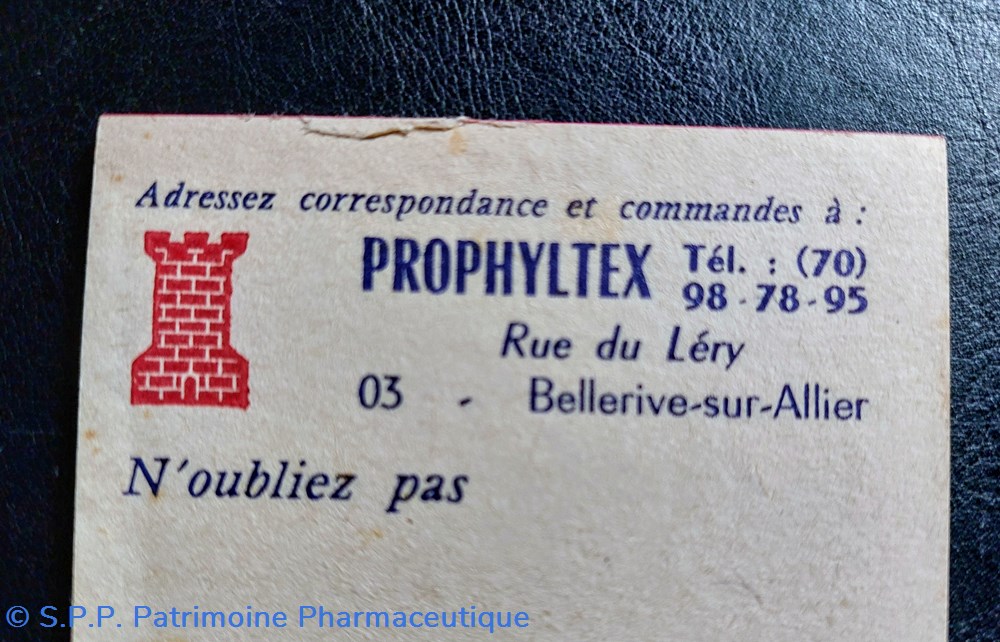 Adressez correspondance et commandes à :
PROPHYLTEX Tél. : (70)
98-78-95
Rue du Léry
03 - Bellerive-sur-Allier
N'oubliez pas
© S.P.P. Patrimoine Pharmaceutique